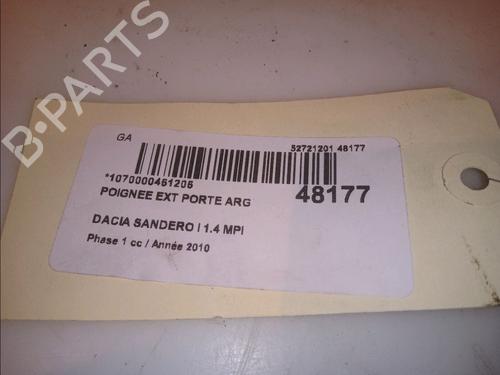 B-PARTS
GA
52721201 48177
*1070000451205
48177
POIGNEE EXT PORTE ARG
DACIA SANDERO I 1.4 MPI
Phase 1 cc / Année 2010